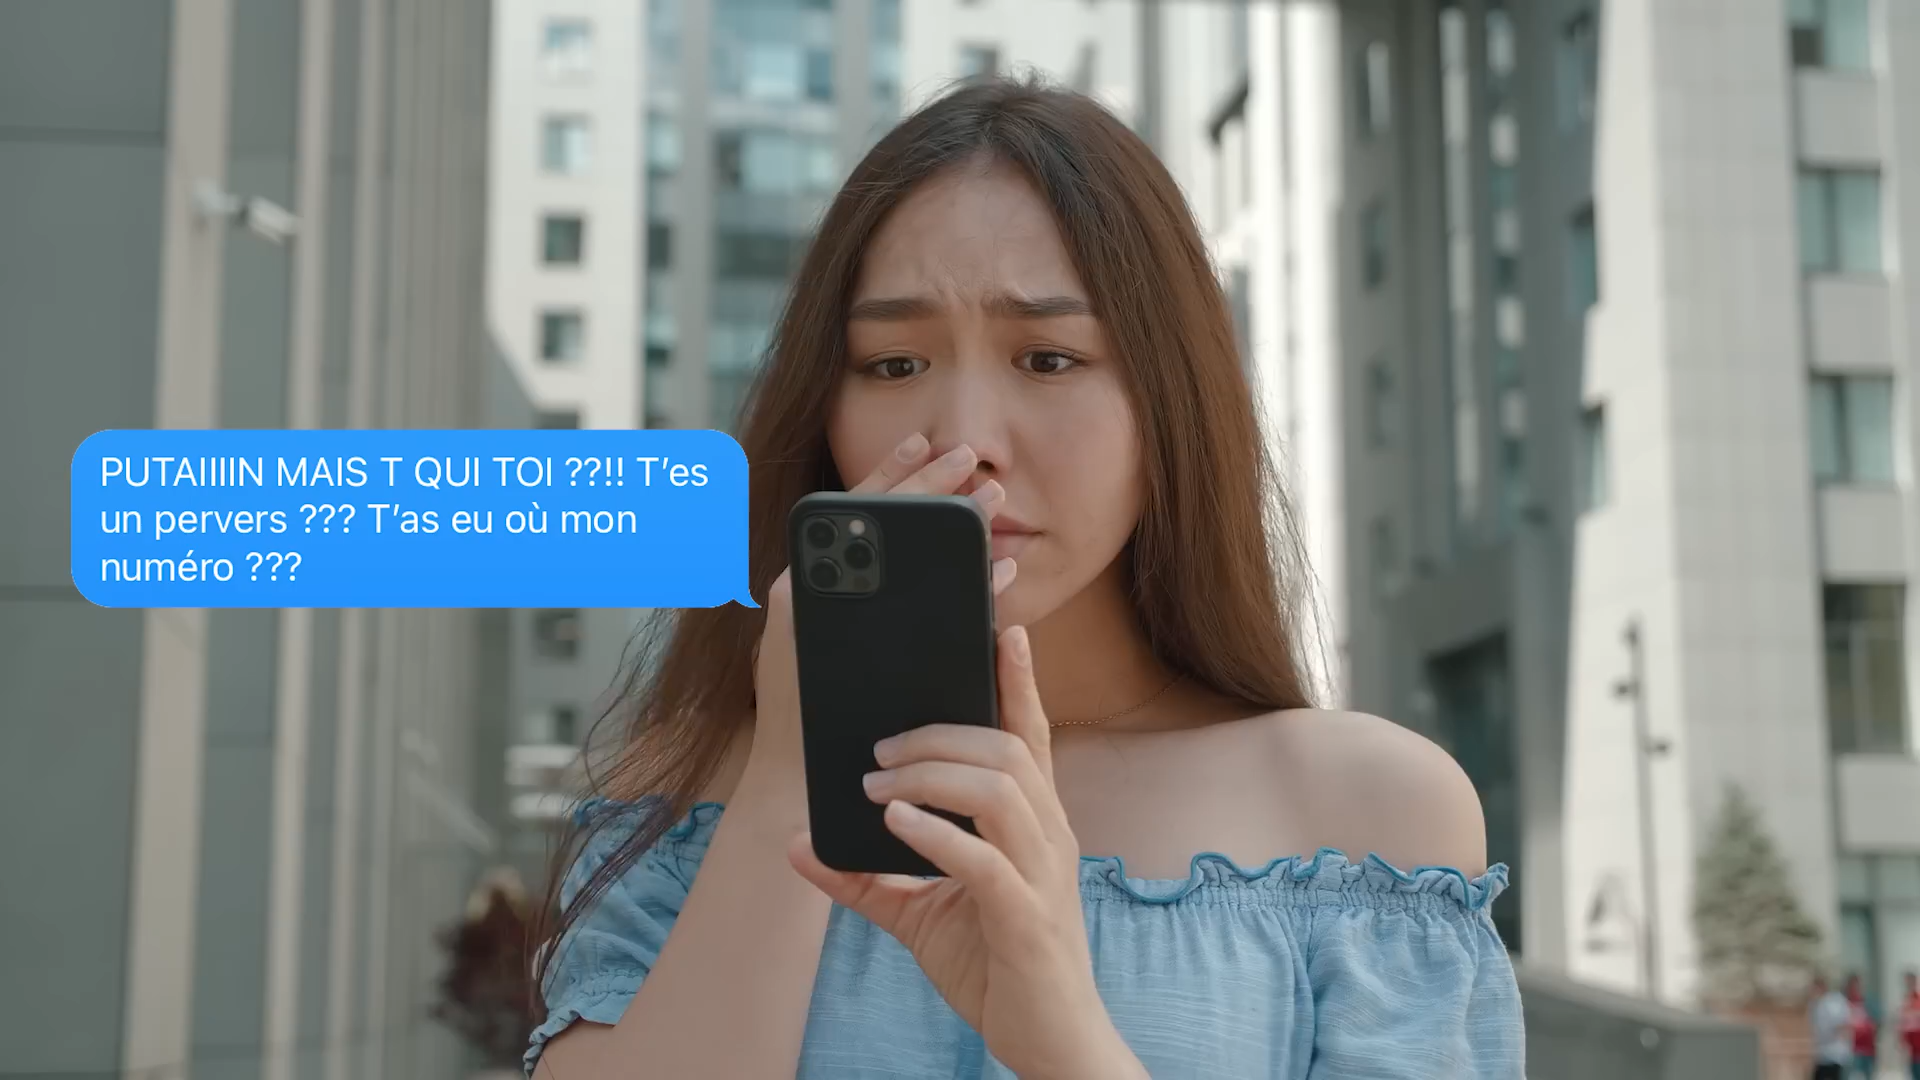 PUTAIIIIN MAIS T QUI TOI ??!! T’es
un pervers ??? T’as eu où mon
numéro ???